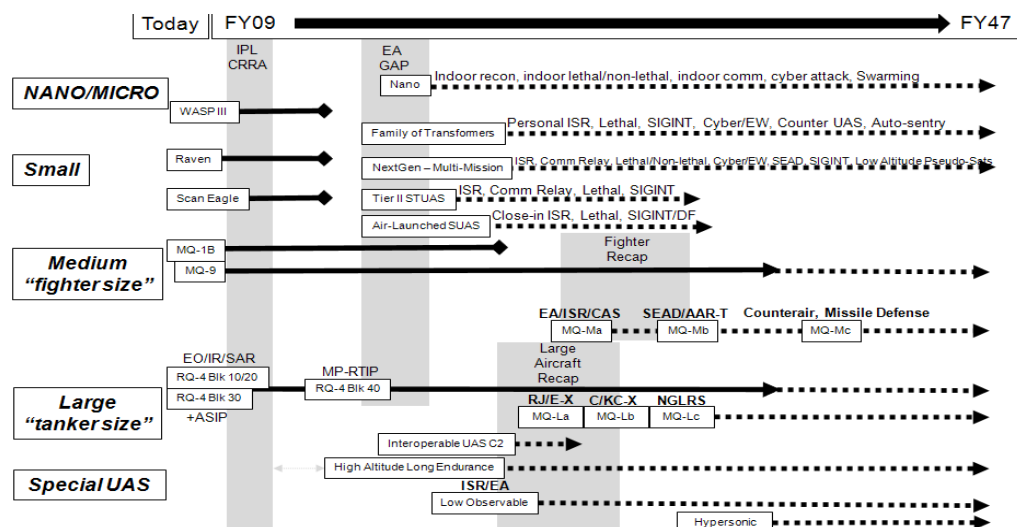 Today
FY09
FY47
IPL
CRRA
EA
GAP
NANO/MICRO
Nano
Indoor recon, indoor lethal/non-lethal, indoor comm, cyber attack, Swarming
WASP III
Family of Transfomers
Personal ISR, Lethal, SIGINT, Cyber/EW, Counter UAS, Auto-sentry
Small
Raven
NextGen – Multi-Mission
ISR, Comm Relay, Lethal/Non-lethal, Cyber/EW, SEAD, SIGINT, Low Altitude Pseudo-Sats
Scan Eagle
Tier II STUAS
ISR, Comm Relay, Lethal, SIGINT
Air-Launched SUAS
Close-in ISR, Lethal, SIGINT/DF
Medium
"fighter size"
MQ-1B
MQ-9
Fighter
Recap
EA/ISR/CAS
SEAD/AAR-T
Counterair, Missile Defense
MQ-Ma
MQ-Mb
MQ-Mc
Large
Aircraft
Recap
Large
"tanker size"
EO/IR/SAR
RQ-4 Blk 10/20
RQ-4 Blk 30
+ASIP
MP-RTIP
RQ-4 Blk 40
RJ/E-X
C/KC-X
NGLRS
MQ-La
MQ-Lb
MQ-Lc
Interoperable UAS C2
Special UAS
High Altitude Long Endurance
ISR/EA
Low Observable
Hypersonic